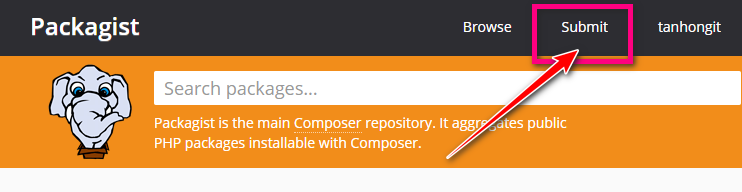 Packagist
Browse
Submit
tanhongit
Search packages...
Packagist is the main Composer repository. It aggregates public
PHP packages installable with Composer.